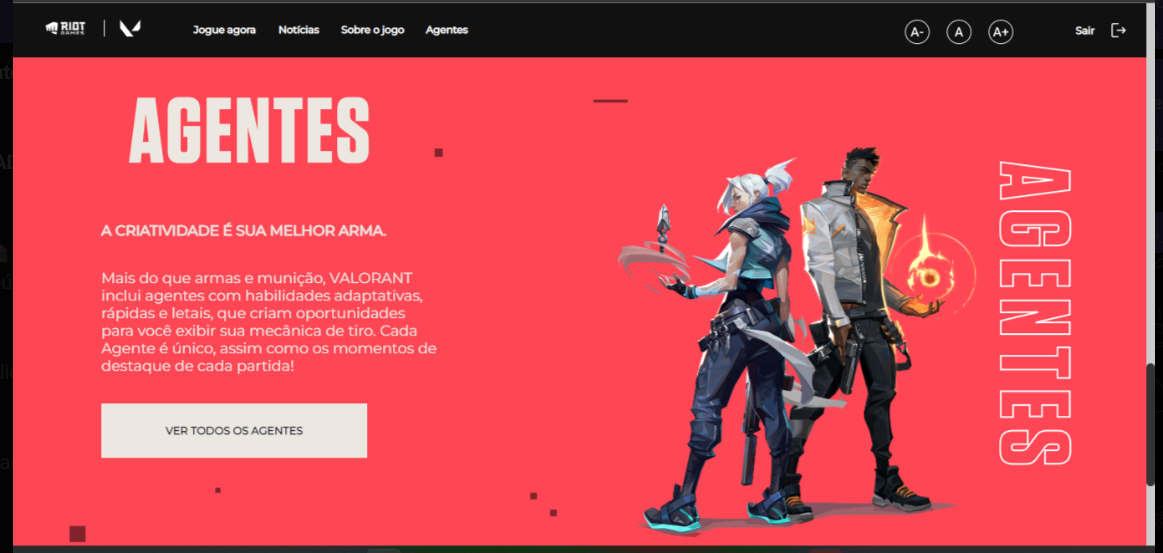 RIOT GAMES
Jogue agora
Notícias
Sobre o jogo
Agentes
A-
A
A+
Sair
AGENTES
A CRIATIVIDADE É SUA MELHOR ARMA.
Mais do que armas e munição, VALORANT
inclui agentes com habilidades adaptativas,
rápidas e letais, que criam oportunidades
para você exibir sua mecânica de tiro. Cada
Agente é único, assim como os momentos de
destaque de cada partida!
VER TODOS OS AGENTES
AGENTES